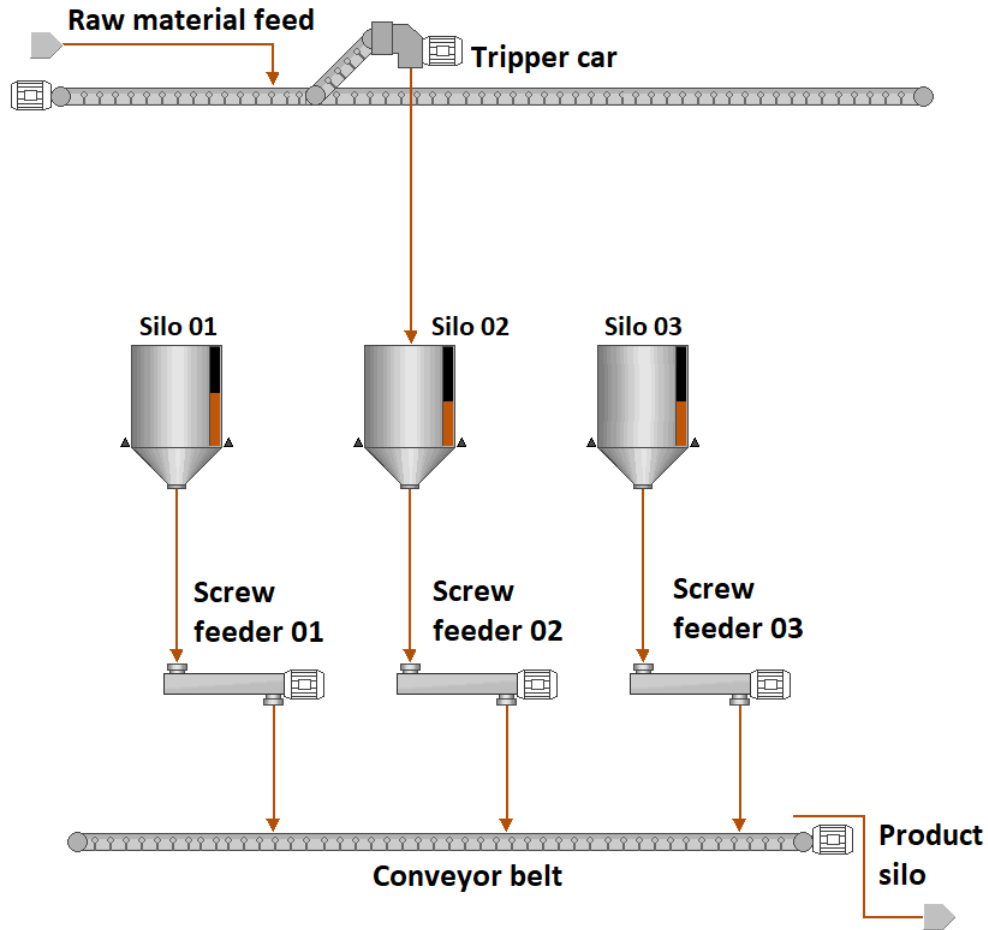 Raw material feed
Tripper car
Silo 01
Silo 02
Silo 03
Screw
feeder 01
Screw
feeder 02
Screw
feeder 03
Conveyor belt
Product
silo